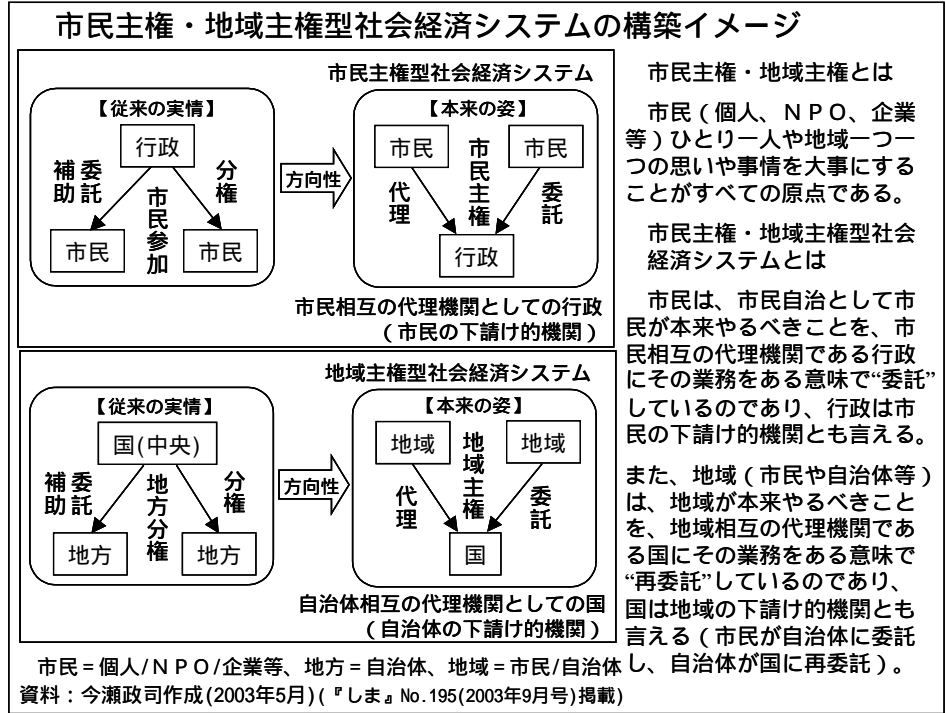 市民主権・地域主権型社会経済システムの構築イメージ
市民主権型社会経済システム
【従来の実情】
行政
補助
委託
市民参加
分権
市民
市民
方向性
【本来の姿】
市民
市民
代理
市民主権
委託
行政
市民相互の代理機関としての行政
（市民の下請け的機関）
地域主権型社会経済システム
【従来の実情】
国(中央)
補助
委託
地方分権
分権
地方
地方
方向性
【本来の姿】
地域
地域
代理
地域主権
委託
国
自治体相互の代理機関としての国
（自治体の下請け的機関）
市民主権・地域主権とは
市民（個人、ＮＰＯ、企業
等）ひとり一人や地域一つ一
つの思いや事情を大事にする
ことがすべての原点である。
市民主権・地域主権型社会
経済システムとは
市民は、市民自治として市
民が本来やるべきことを、市
民相互の代理機関である行政
にその業務をある意味で“委託”
しているのであり、行政は市
民の下請け的機関とも言える。
また、地域（市民や自治体等）
は、地域が本来やるべきこと
を、地域相互の代理機関であ
る国にその業務をある意味で
“再委託”しているのであり、
国は地域の下請け的機関とも
言える（市民が自治体に委託
し、自治体が国に再委託）。
市民＝個人/ＮＰＯ/企業等、地方＝自治体、地域＝市民/自治体
資料：今瀬政司作成(2003年5月)(『しま』No.195(2003年9月号)掲載)